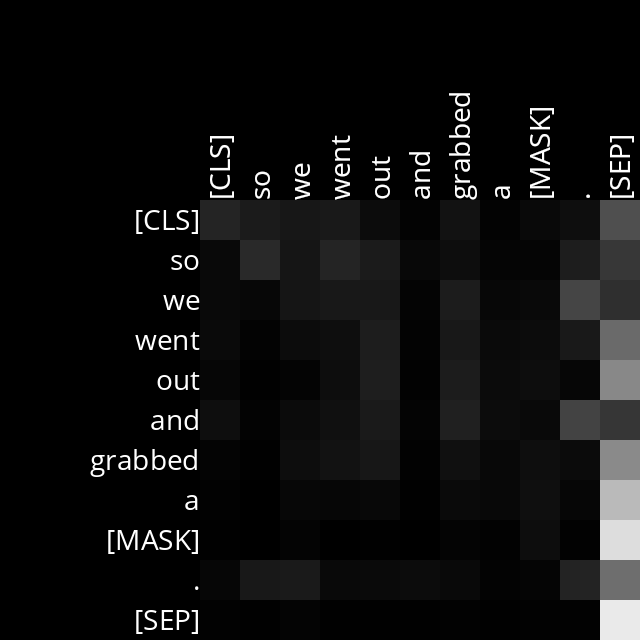 [CLS] so we went out and grabbed a [MASK] . [SEP]
[CLS]
so
we
went
out
and
grabbed
a
[MASK]
.
[SEP]